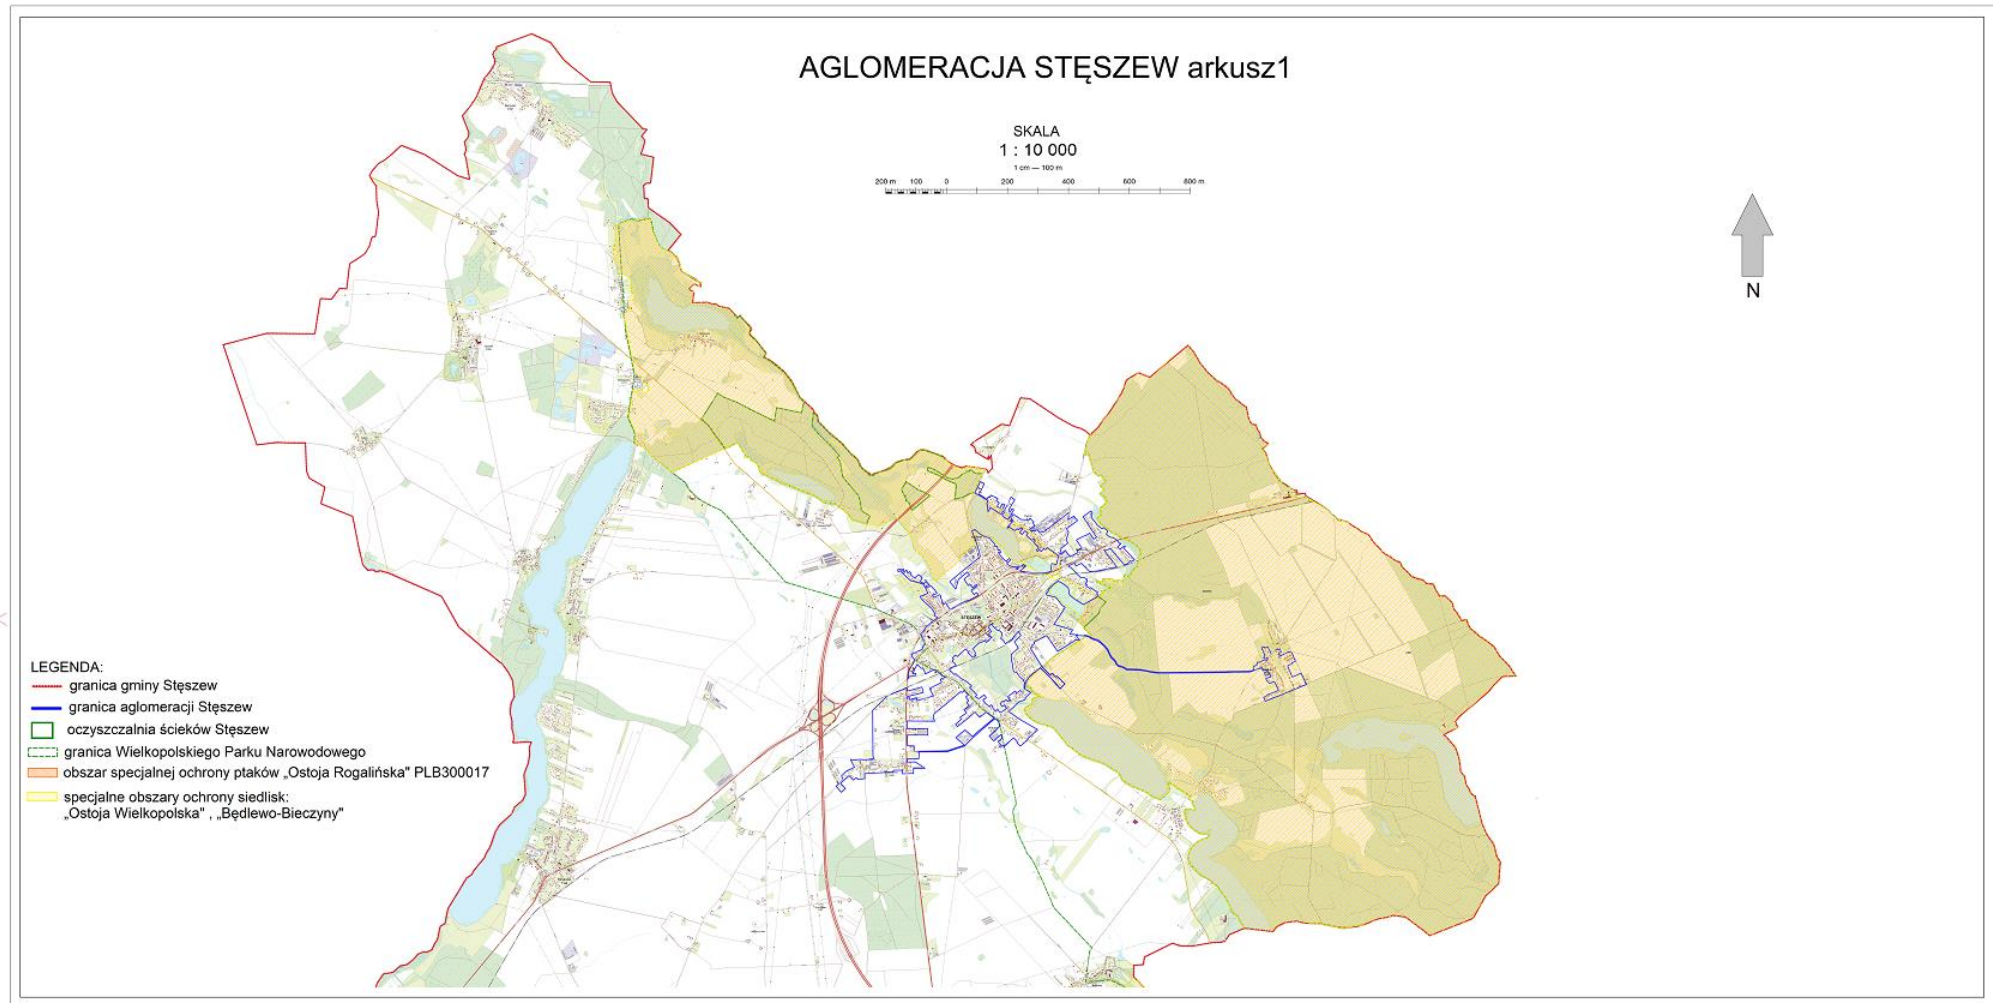 AGLOMERACJA STĘSZEW arkusz1
SKALA
1 : 10 000
1 cm — 100 m
200 m 100 0 200 400 600 800 m
N
STĘSZEW
LEGENDA:
granica gminy Stęszew
granica aglomeracji Stęszew
oczyszczalnia ścieków Stęszew
granica Wielkopolskiego Parku Narowodowego
obszar specjalnej ochrony ptaków „Ostoja Rogalińska" PLB300017
specjalne obszary ochrony siedlisk:
„Ostoja Wielkopolska" , „Będlewo-Bieczyny"